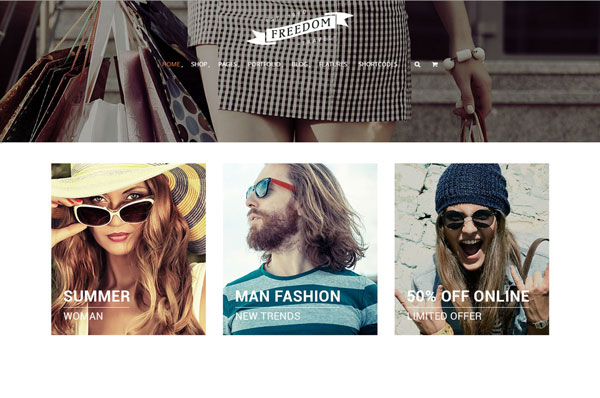 FREEDOM
HOME SHOP PAGES PORTFOLIO BLOG FEATURES SHORTCODES
SUMMER
WOMAN
MAN FASHION
NEW TRENDS
50% OFF ONLINE
LIMITED OFFER